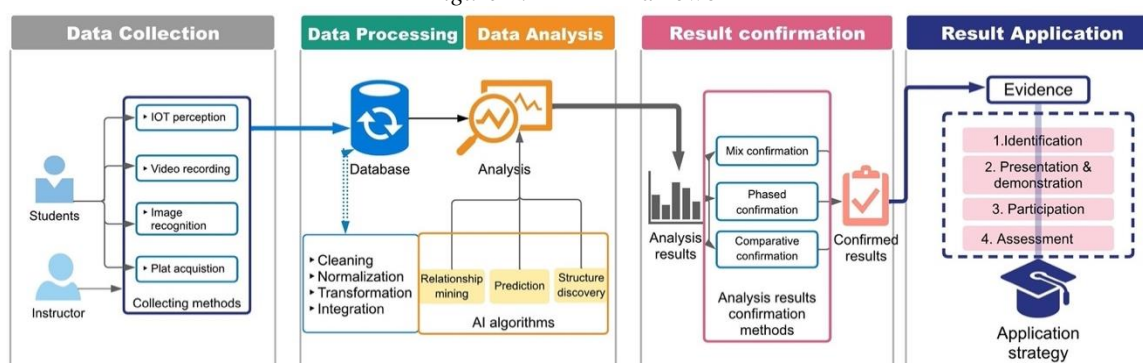 Data Collection
Data Processing
Data Analysis
Result confirmation
Result Application
▸ IOT perception
▸ Video recording
▸ Image
recognition
▸ Plat acquistion
Collecting methods
Students
Instructor
Database
Analysis
▸ Cleaning
▸ Normalization
▸ Transformation
▸ Integration
Relationship
mining
Prediction
Structure
discovery
AI algorithms
Analysis
results
Mix confirmation
Phased
confirmation
Comparative
confirmation
Analysis results
confirmation
methods
Confirmed
results
Evidence
1.Identification
2. Presentation &
demonstration
3. Participation
4. Assessment
Application
strategy